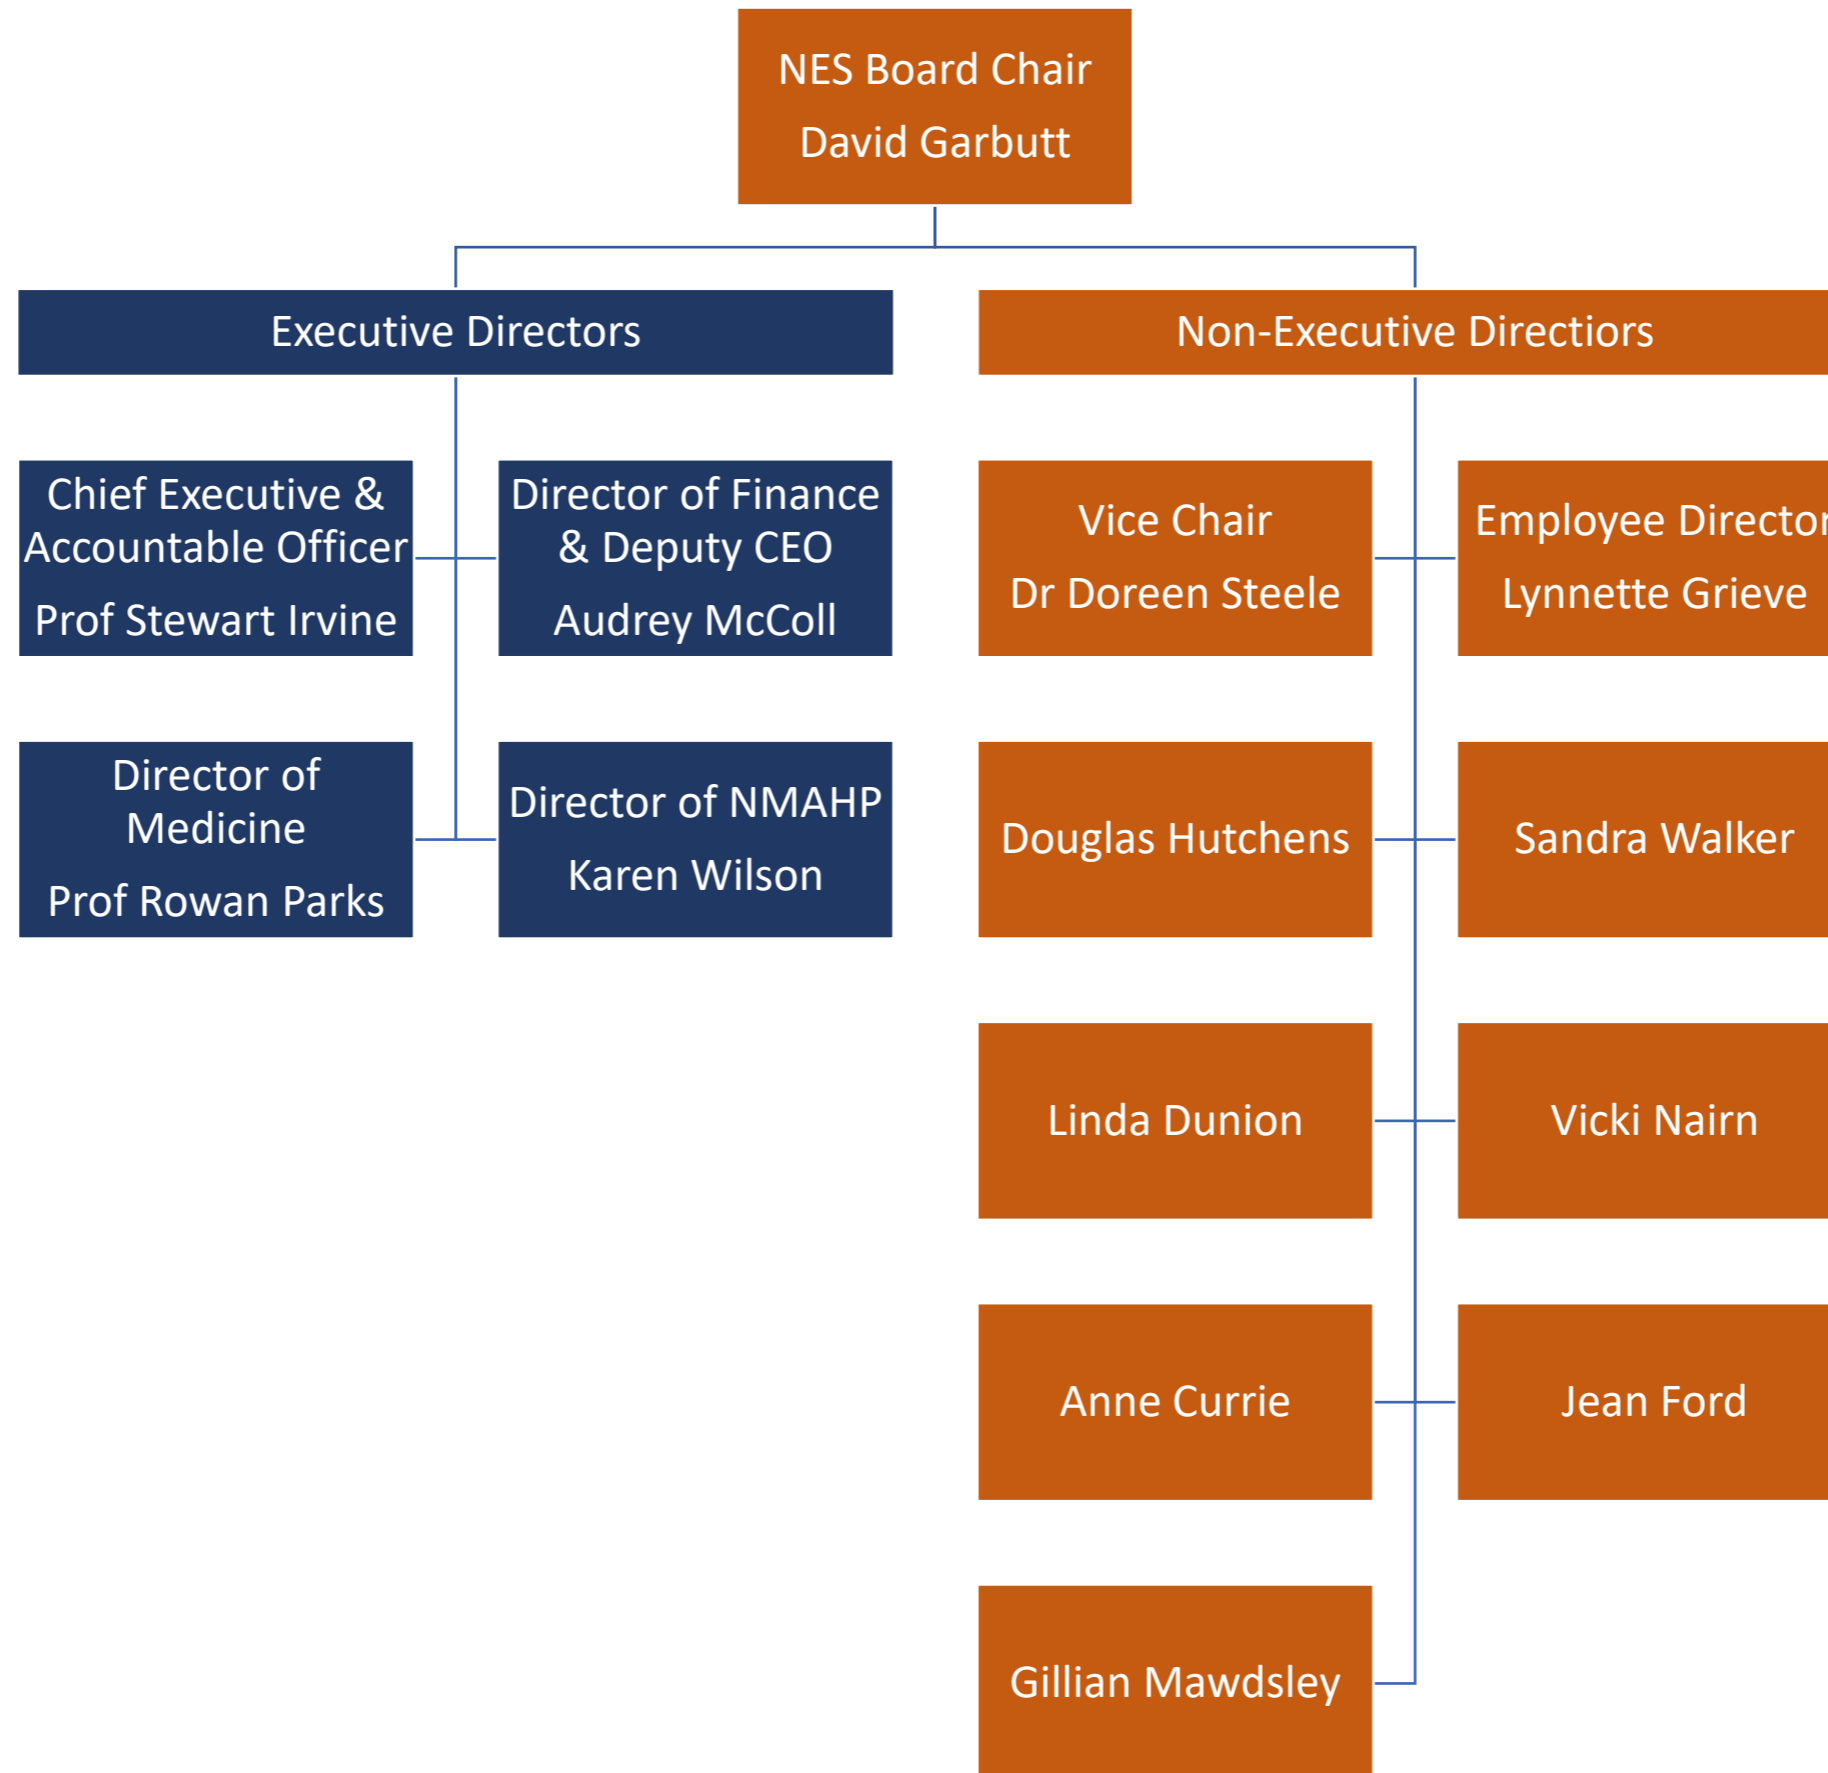 NES Board Chair
David Garbutt
Executive Directors
Non-Executive Directiors
Chief Executive &
Accountable Officer
Prof Stewart Irvine
Director of Finance
& Deputy CEO
Audrey McColl
Vice Chair
Dr Doreen Steele
Employee Director
Lynnette Grieve
Director of
Medicine
Prof Rowan Parks
Director of NMAHP
Karen Wilson
Douglas Hutchens
Sandra Walker
Linda Dunion
Vicki Nairn
Anne Currie
Jean Ford
Gillian Mawdsley